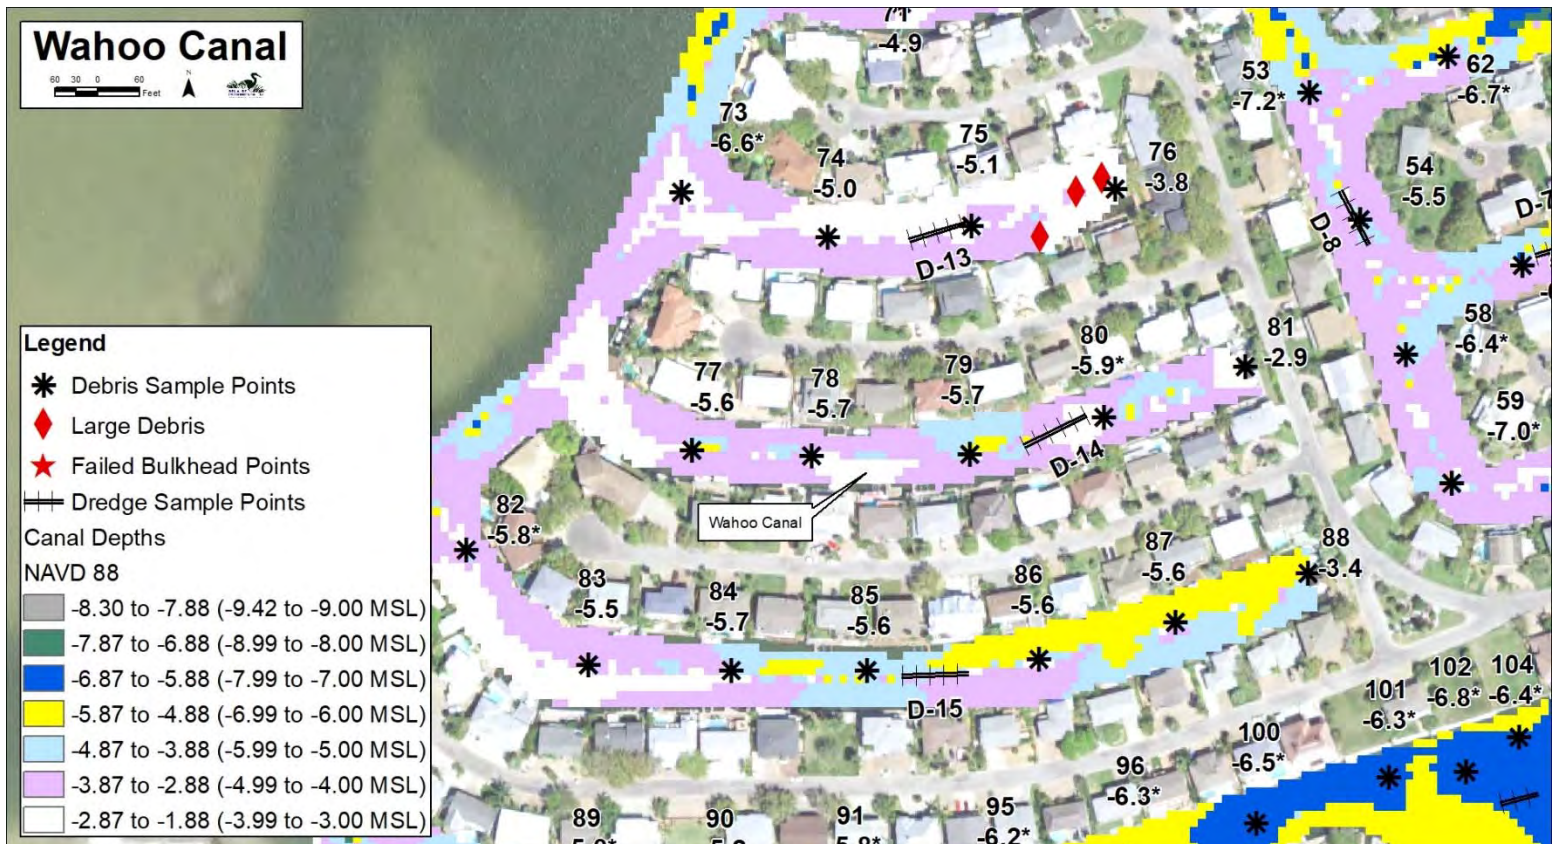 Wahoo Canal
60 30 0 60
Feet
N
71
-4.9
73
-6.6*
74
-5.0
75
-5.1
76
-3.8
53
-7.2*
62
-6.7*
54
-5.5
D-7
D-8
D-13
58
-6.4*
59
-7.0*
77
-5.6
78
-5.7
79
-5.7
80
-5.9*
81
-2.9
D-14
Wahoo Canal
82
-5.8*
83
-5.5
84
-5.7
85
-5.6
86
-5.6
87
-5.6
88
-3.4
D-15
89
90
91
95
-6.2*
96
-6.3*
100
-6.5*
101
-6.3*
102
-6.8*
104
-6.4*
Legend
Debris Sample Points
Large Debris
Failed Bulkhead Points
Dredge Sample Points
Canal Depths
NAVD 88
-8.30 to -7.88 (-9.42 to -9.00 MSL)
-7.87 to -6.88 (-8.99 to -8.00 MSL)
-6.87 to -5.88 (-7.99 to -7.00 MSL)
-5.87 to -4.88 (-6.99 to -6.00 MSL)
-4.87 to -3.88 (-5.99 to -5.00 MSL)
-3.87 to -2.88 (-4.99 to -4.00 MSL)
-2.87 to -1.88 (-3.99 to -3.00 MSL)